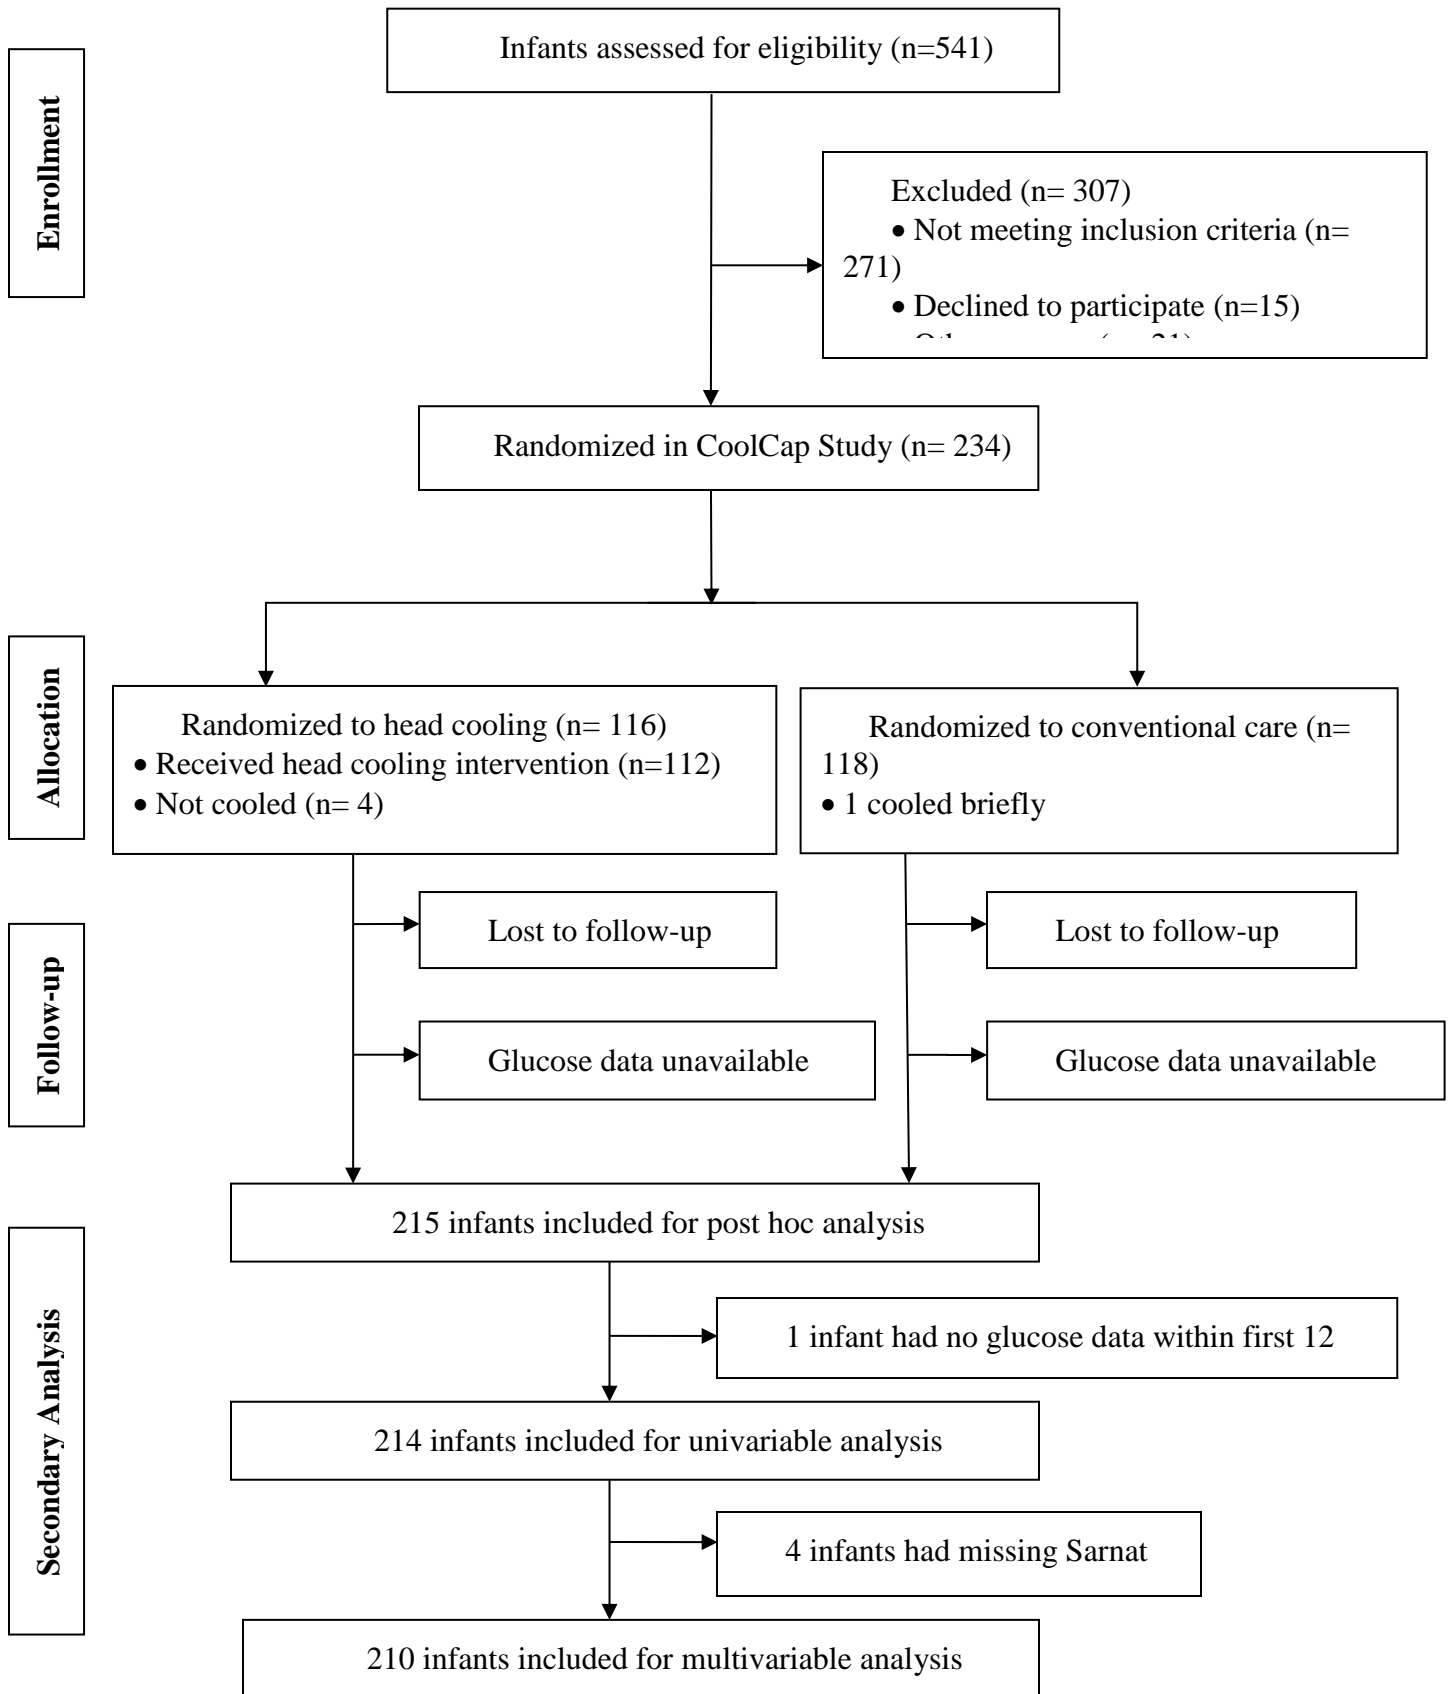 Infants assessed for eligibility (n=541)
Enrollment
Excluded (n= 307)
• Not meeting inclusion criteria (n=
271)
• Declined to participate (n=15)
Randomized in CoolCap Study (n= 234)
Allocation
Randomized to head cooling (n= 116)
• Received head cooling intervention (n=112)
• Not cooled (n= 4)
Randomized to conventional care (n=
118)
• 1 cooled briefly
Follow-up
Lost to follow-up
Lost to follow-up
Glucose data unavailable
Glucose data unavailable
215 infants included for post hoc analysis
Secondary Analysis
1 infant had no glucose data within first 12
214 infants included for univariable analysis
4 infants had missing Sarnat
210 infants included for multivariable analysis